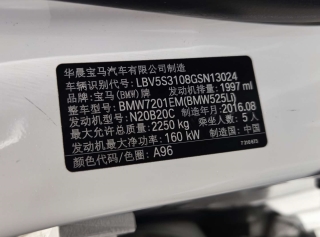 华晨宝马汽车有限公司制造
车辆识别代号:LBV5S3108GSN13024
品牌:宝马(BMW)牌 发动机排量:1997 ml
整车型号:BMW7201EM(BMW525LI)
发动机型号:N20B20C 制造年月:2016.08
最大允许总质量:2250 kg 乘坐人数:5 人
发动机最大净功率:160 kW 制造国:中国
颜色代码/色圈:A96